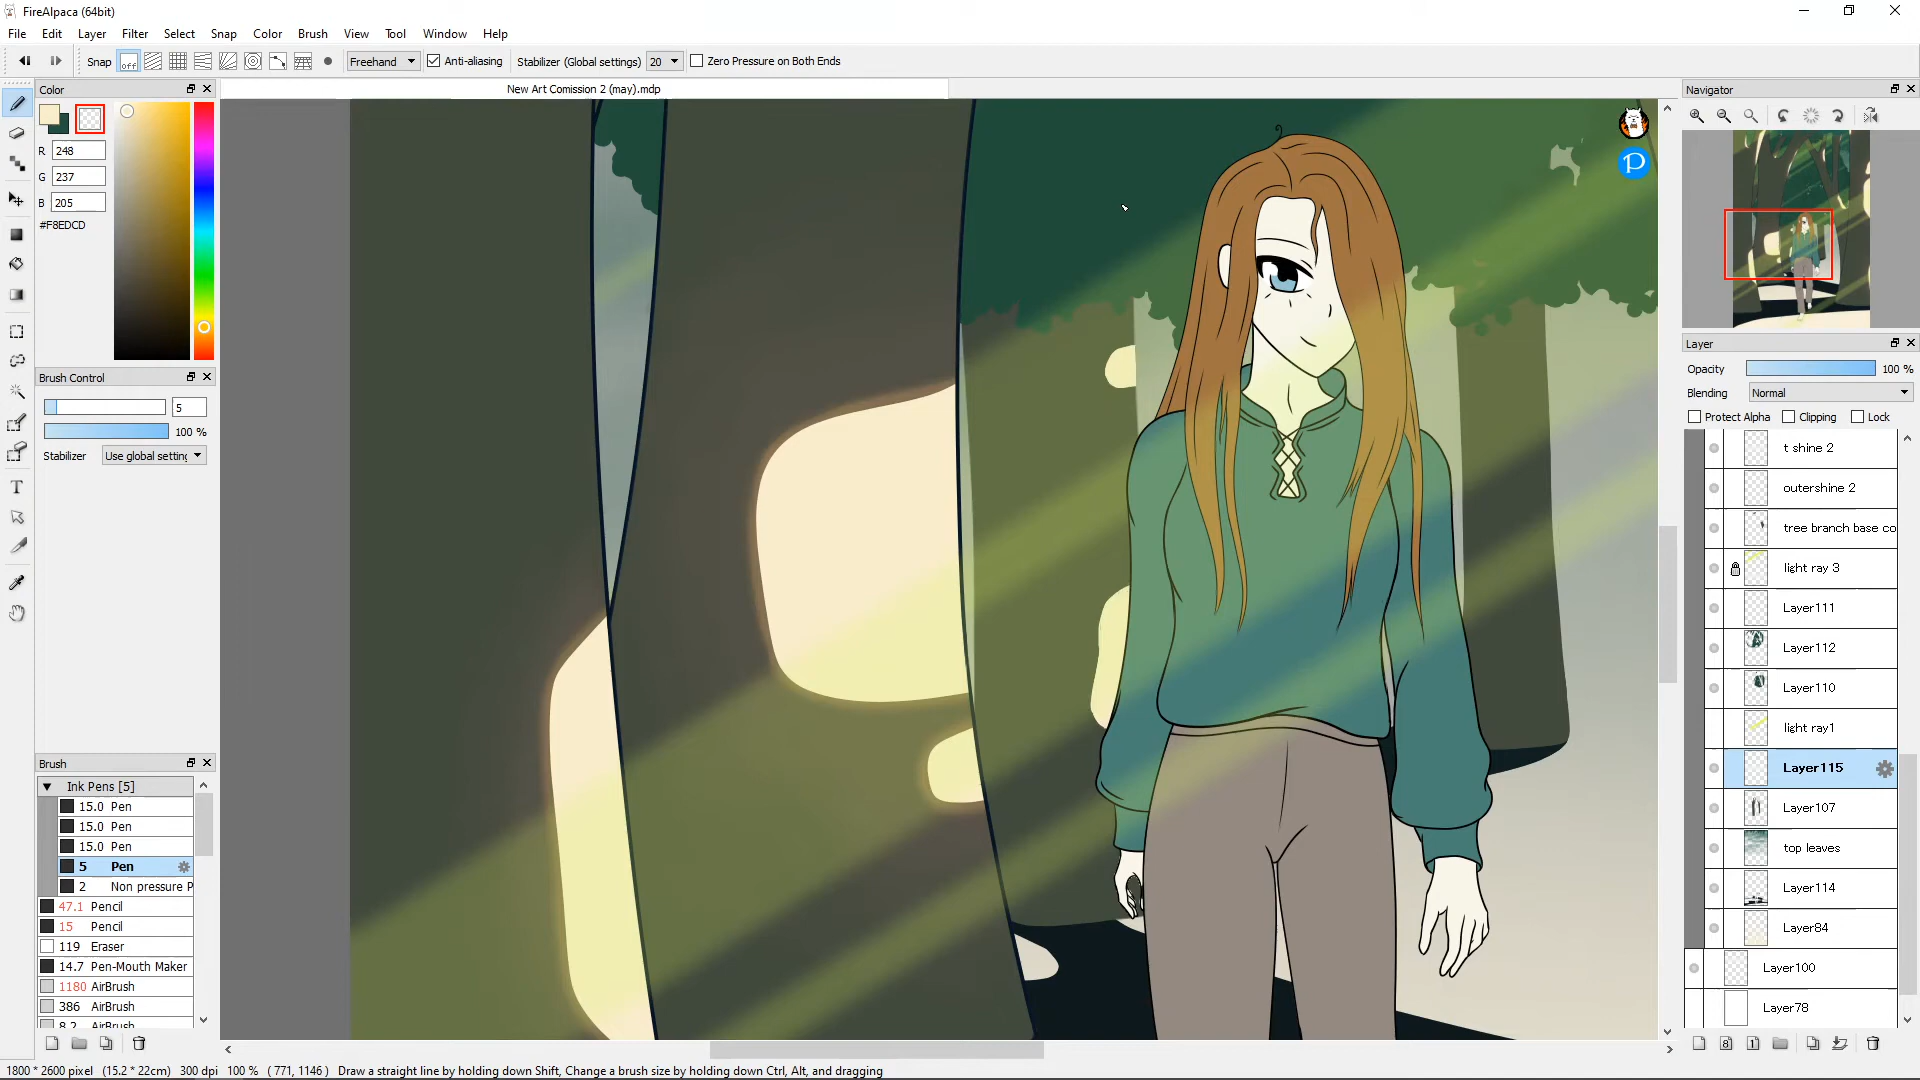 FireAlpaca (64bit)
File Edit Layer Filter Select Snap Color Brush View Tool Window Help
Snap off Freehand Anti-aliasing Stabilizer (Global settings) 20 Zero Pressure on Both Ends
Color
New Art Comission 2 (may).mdp
Navigator
R 248
G 237
B 205
#F8EDCD
Brush Control
5
100 %
Stabilizer Use global setting
Brush
Ink Pens [5]
15.0 Pen
15.0 Pen
15.0 Pen
5 Pen
2 Non pressure P
47.1 Pencil
15 Pencil
119 Eraser
14.7 Pen-Mouth Maker
1180 AirBrush
386 AirBrush
8.2 AirBrush
T
P
Layer
Opacity 100 %
Blending Normal
Protect Alpha Clipping Lock
t shine 2
outershine 2
tree branch base co
light ray 3
Layer111
Layer112
Layer110
light ray1
Layer115
Layer107
top leaves
Layer114
Layer84
Layer100
Layer78
8 1
1800 * 2600 pixel (15.2 * 22cm) 300 dpi 100 % ( 771, 1146 ) Draw a straight line by holding down Shift, Change a brush size by holding down Ctrl, Alt, and dragging